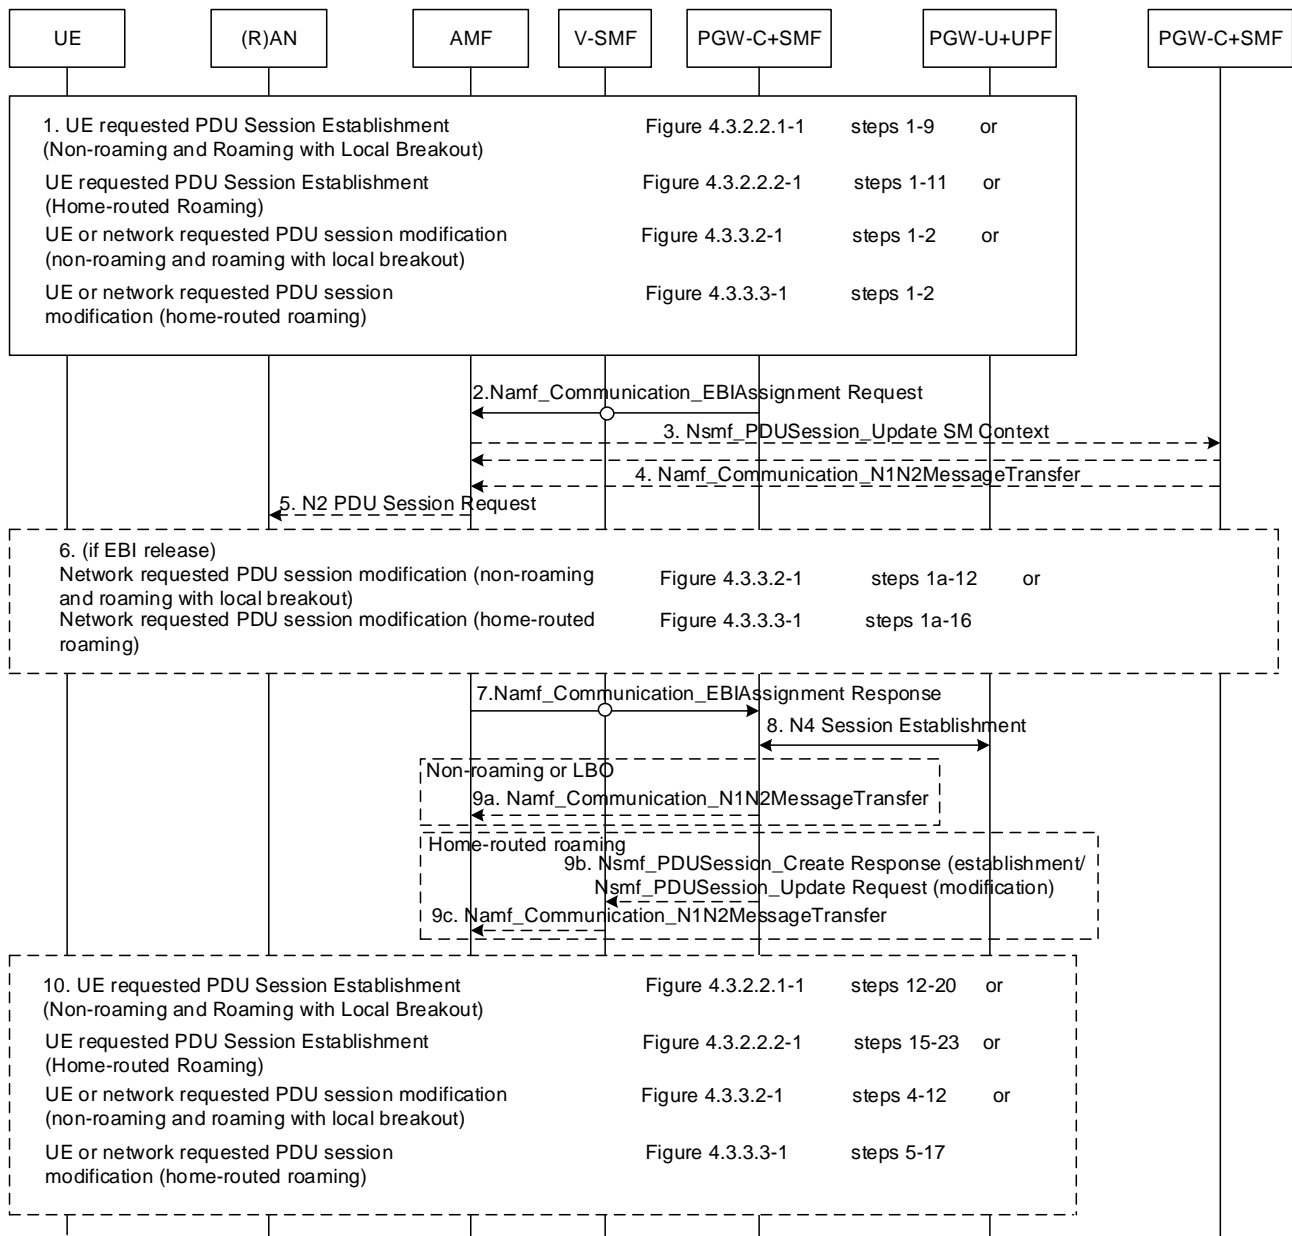 UE (R)AN AMF V-SMF PGW-C+SMF PGW-U+UPF PGW-C+SMF
1. UE requested PDU Session Establishment Figure 4.3.2.2.1-1 steps 1-9 or
(Non-roaming and Roaming with Local Breakout)
UE requested PDU Session Establishment Figure 4.3.2.2.2-1 steps 1-11 or
(Home-routed Roaming)
UE or network requested PDU session modification Figure 4.3.3.2-1 steps 1-2 or
(non-roaming and roaming with local breakout)
UE or network requested PDU session Figure 4.3.3.3-1 steps 1-2
modification (home-routed roaming)
2.Namf_Communication_EBIAssignment Request
3. Nsmf_PDUSession_Update SM Context
4. Namf_Communication_N1N2MessageTransfer
5. N2 PDU Session Request
6. (if EBI release)
Network requested PDU session modification (non-roaming Figure 4.3.3.2-1 steps 1a-12 or
and roaming with local breakout)
Network requested PDU session modification (home-routed Figure 4.3.3.3-1 steps 1a-16
roaming)
7.Namf_Communication_EBIAssignment Response
8. N4 Session Establishment
Non-roaming or LBO
9a. Namf_Communication_N1N2MessageTransfer
Home-routed roaming
9b. Nsmf_PDUSession_Create Response (establishment/
Nsmf_PDUSession_Update Request (modification)
9c. Namf_Communication_N1N2MessageTransfer
10. UE requested PDU Session Establishment Figure 4.3.2.2.1-1 steps 12-20 or
(Non-roaming and Roaming with Local Breakout)
UE requested PDU Session Establishment Figure 4.3.2.2.2-1 steps 15-23 or
(Home-routed Roaming)
UE or network requested PDU session modification Figure 4.3.3.2-1 steps 4-12 or
(non-roaming and roaming with local breakout)
UE or network requested PDU session Figure 4.3.3.3-1 steps 5-17
modification (home-routed roaming)